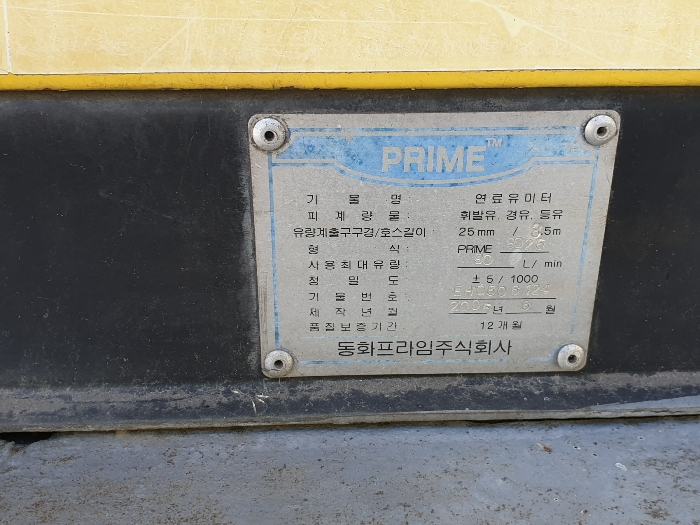 PRIME™
기 물 명 : 연료유미터
피 계 량 물 : 휘발유, 경유, 등유
유량계출구구경/호스길이 : 25mm / 3.5m
형 식 : PRIME
사용최대유량 : 90 L/ min
정 밀 도 : ± 5 / 1000
기 물 번 호 :
제 작 년 월 년 월
품질보증기간 12개월
동화프라임주식회사